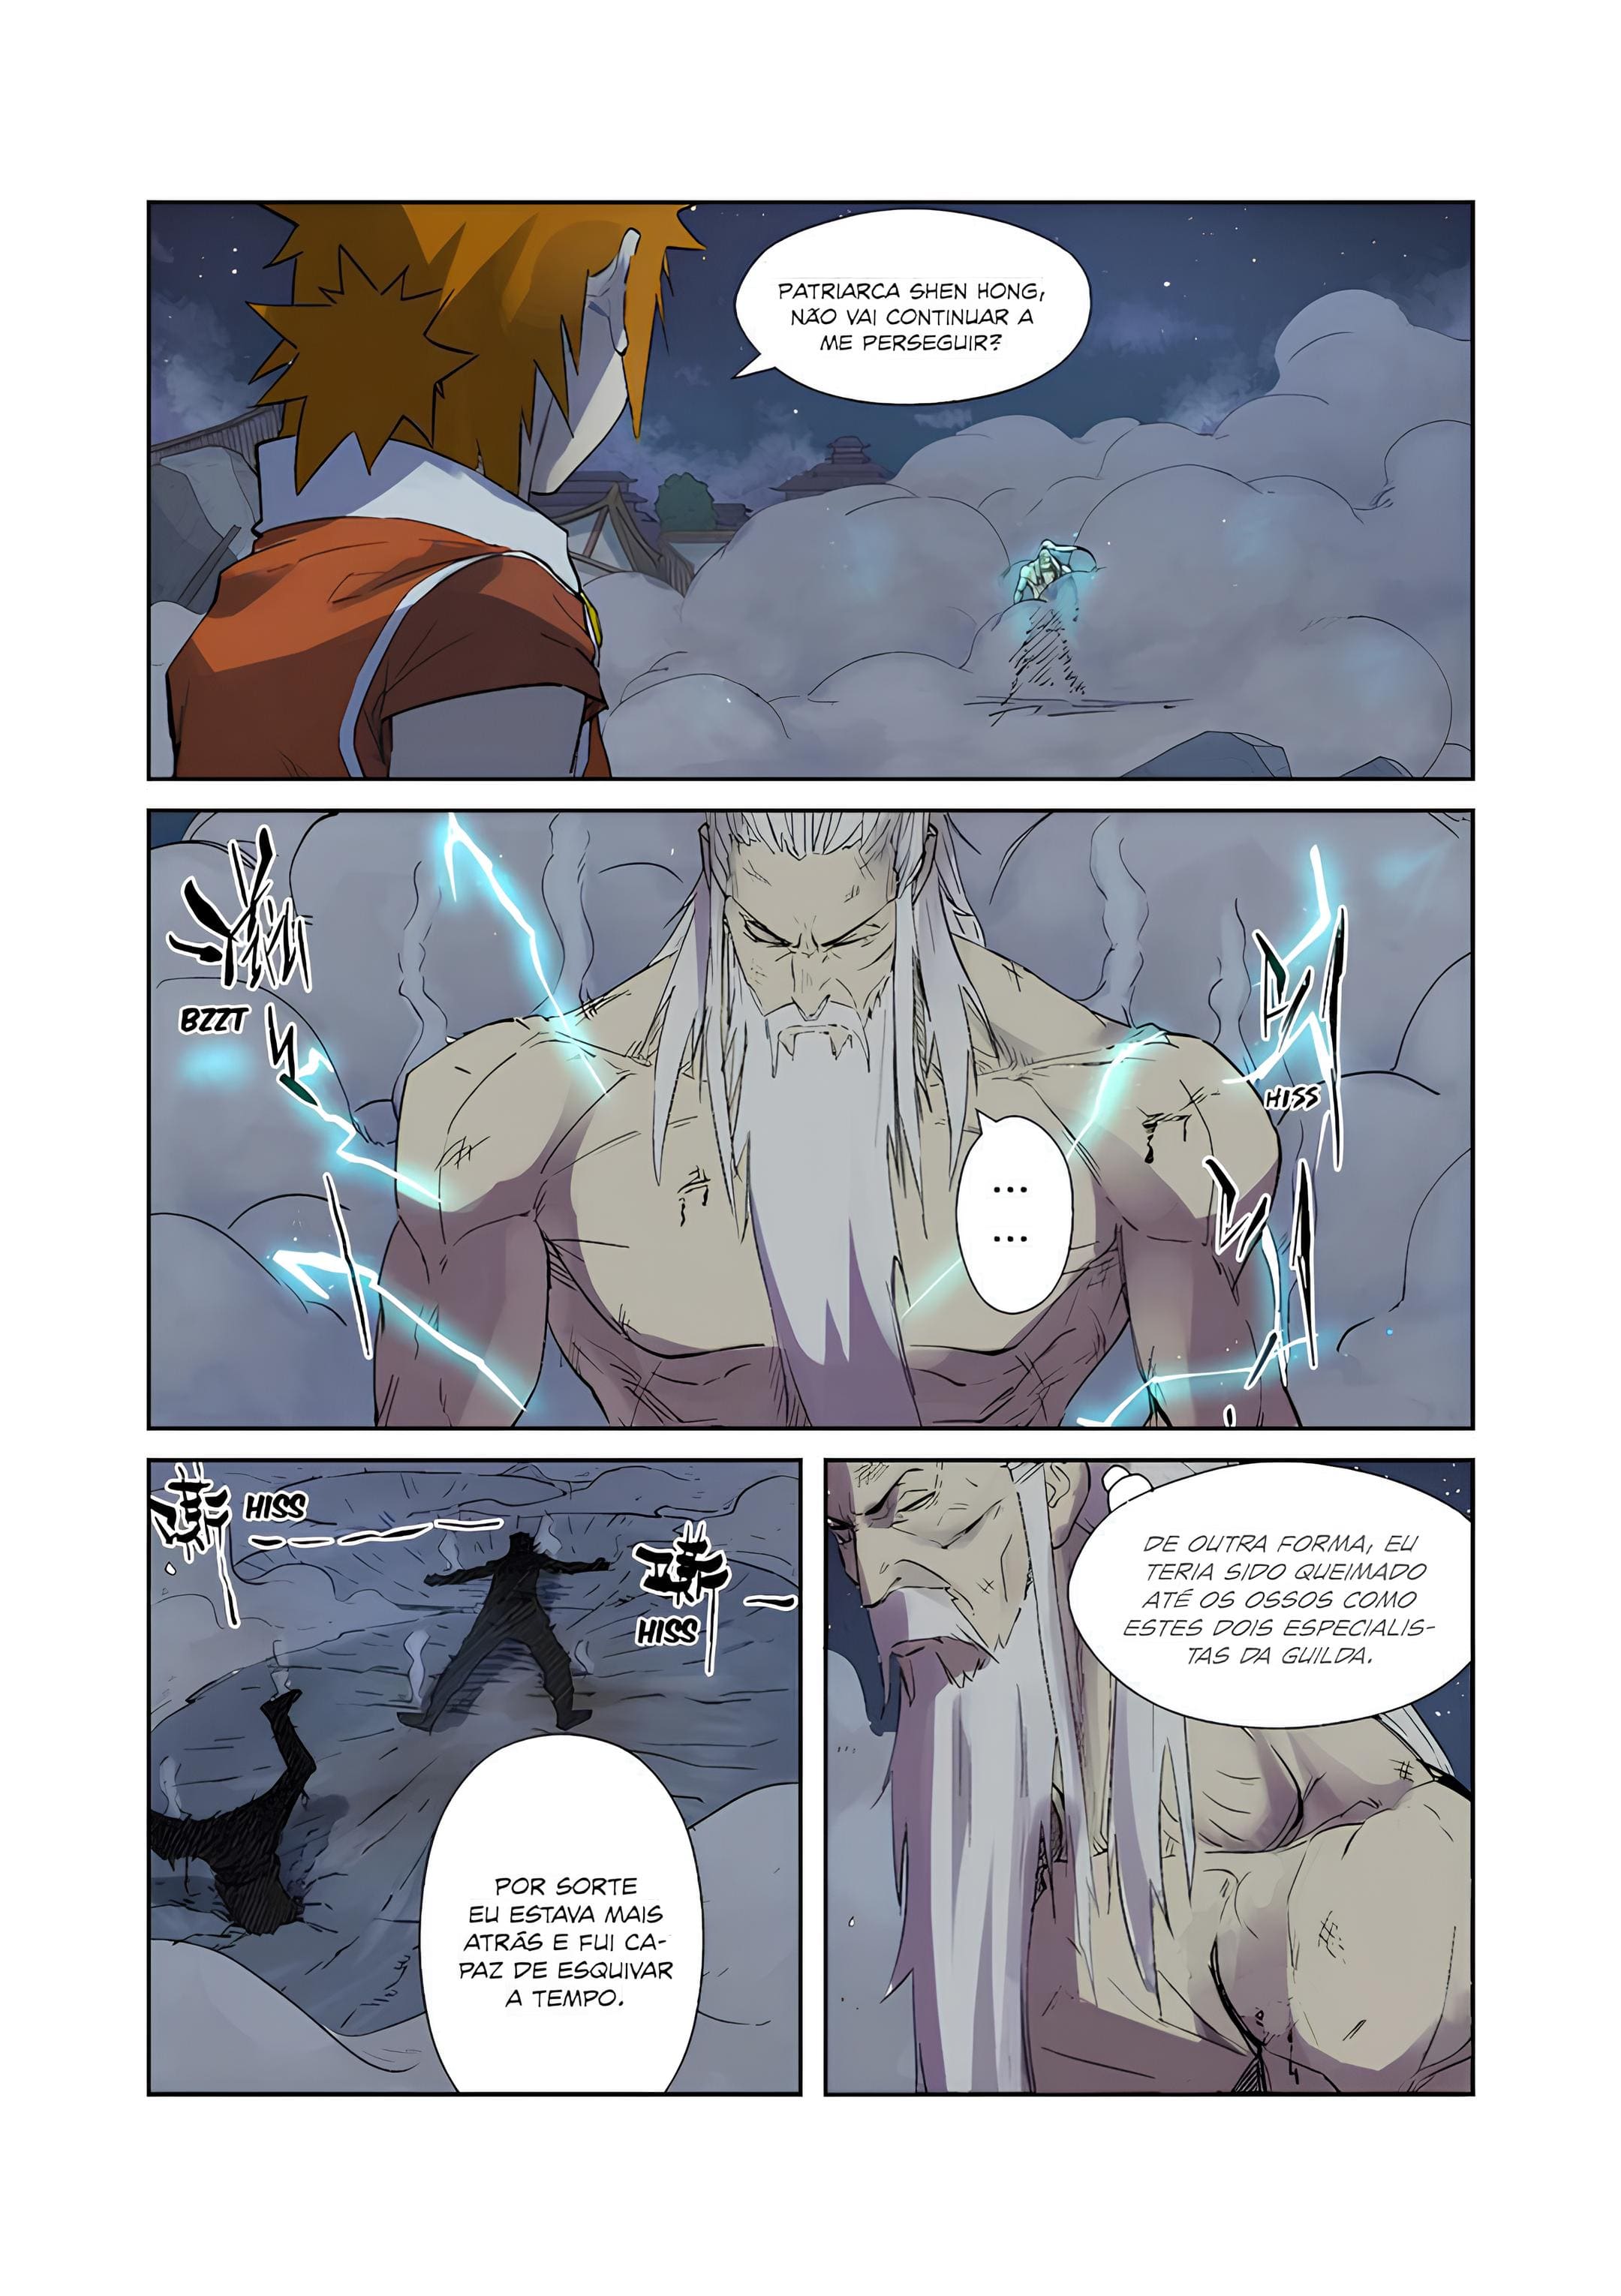 PATRIARCA SHEN HONG,
NÃO VAI CONTINUAR A
ME PERSEGUIR?
BZZT
HISS
...
...
HISS
HISS
POR SORTE
EU ESTAVA MAIS
ATRÁS E FUI CA-
PAZ DE ESQUIVAR
A TEMPO.
DE OUTRA FORMA, EU
TERIA SIDO QUEIMADO
ATÉ OS OSSOS COMO
ESTES DOIS ESPECIALIS-
TAS DA GUILDA.